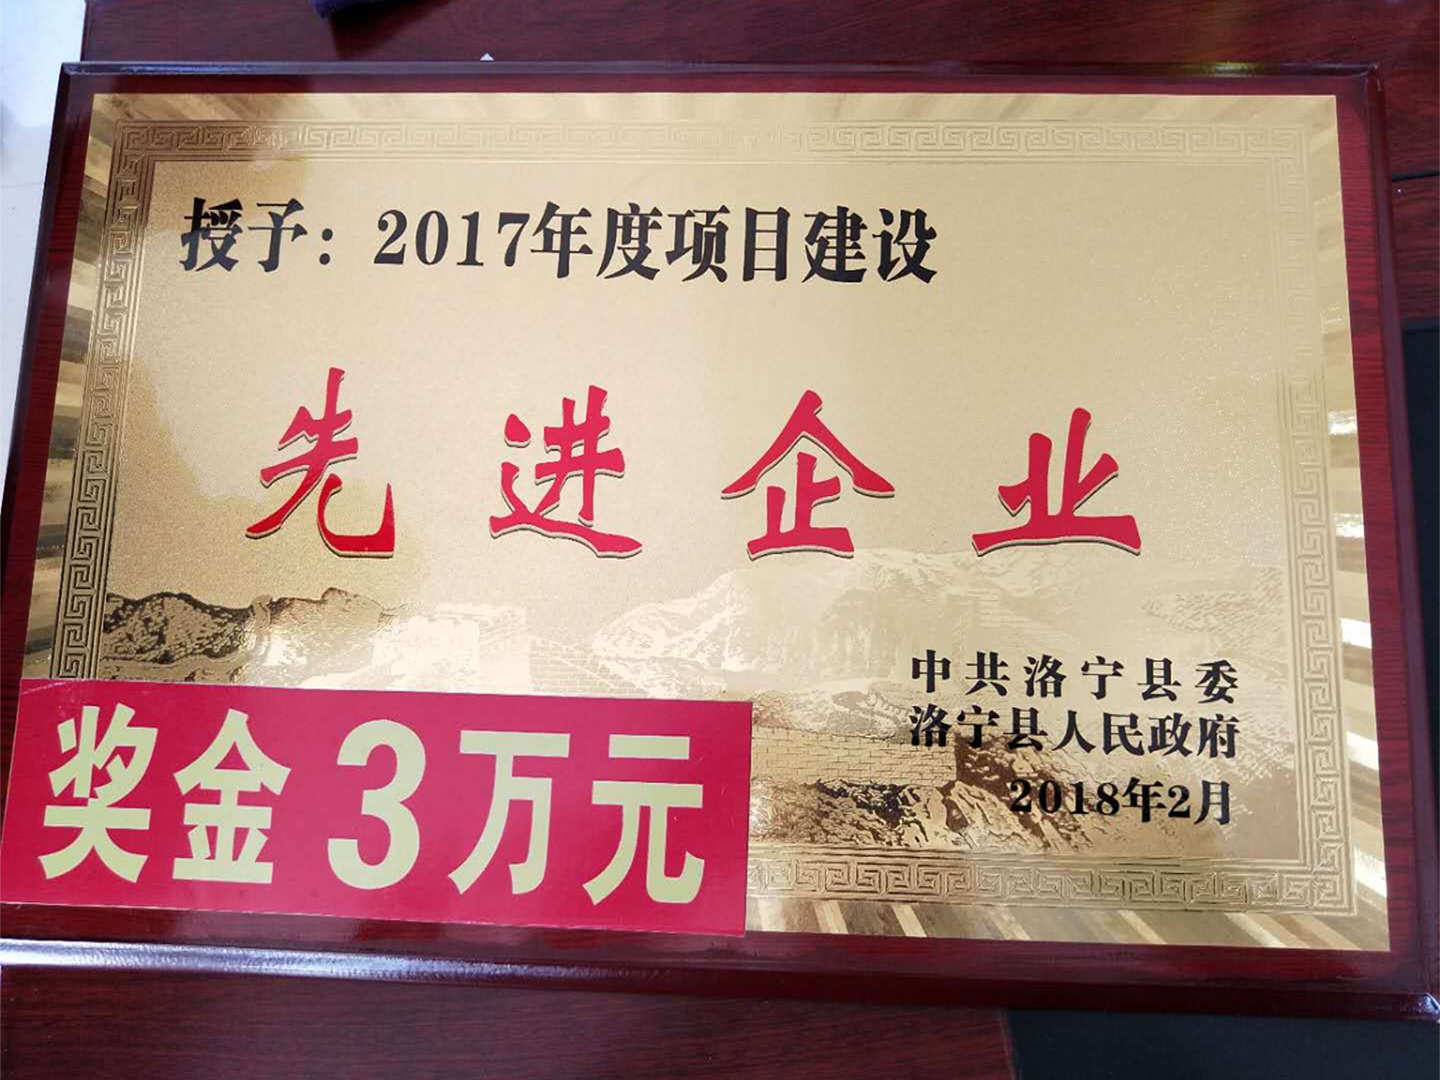 授予：2017年度项目建设
先进企业
中共洛宁县委
洛宁县人民政府
2018年2月
奖金3万元